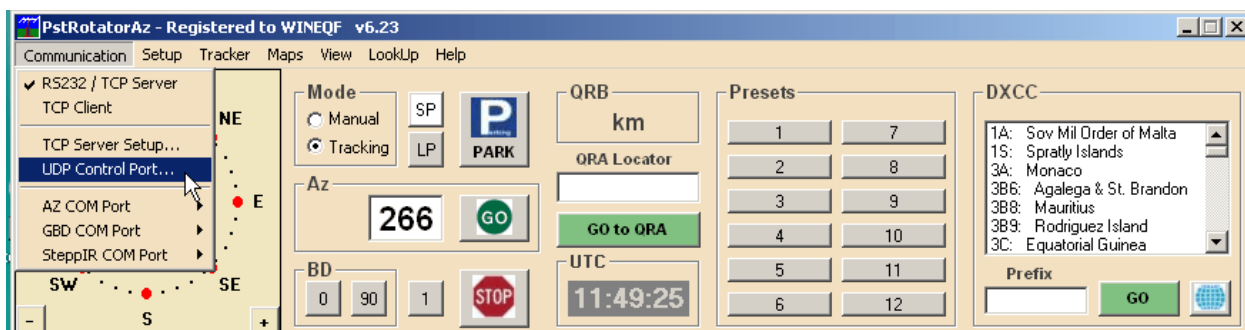 PstRotatorAz - Registered to WINEQF v6.23
Communication Setup Tracker Maps View LookUp Help
RS232 / TCP Server
TCP Client
TCP Server Setup...
UDP Control Port...
AZ COM Port
GBD COM Port
SteppIR COM Port
NE
E
SW
SE
S
-
+
Mode
Manual
Tracking
SP
LP
P
PARKING
PARK
Az
266
GO
BD
0 90 1
STOP
QRB
km
QRA Locator
GO to QRA
UTC
11:49:25
Presets
1 7
2 8
3 9
4 10
5 11
6 12
DXCC
1A: Sov Mil Order of Malta
1S: Spratly Islands
3A: Monaco
3B6: Agalega & St. Brandon
3B8: Mauritius
3B9: Rodriguez Island
3C: Equatorial Guinea
Prefix
GO